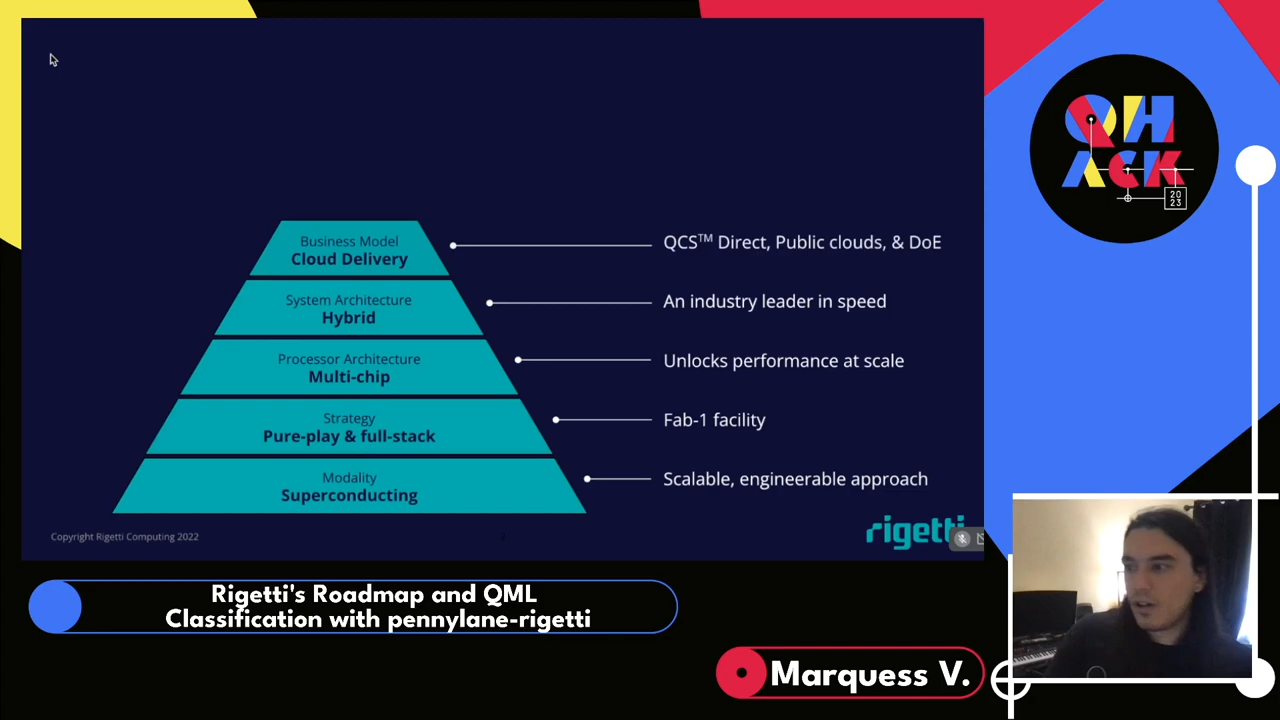 Business Model
Cloud Delivery
QCS™ Direct, Public clouds, & DoE
System Architecture
Hybrid
An industry leader in speed
Processor Architecture
Multi-chip
Unlocks performance at scale
Strategy
Pure-play & full-stack
Fab-1 facility
Modality
Superconducting
Scalable, engineerable approach
Copyright Rigetti Computing 2022
rigetti
QH
ACK
20
23
Rigetti's Roadmap and QML
Classification with pennylane-rigetti
Marquess V.